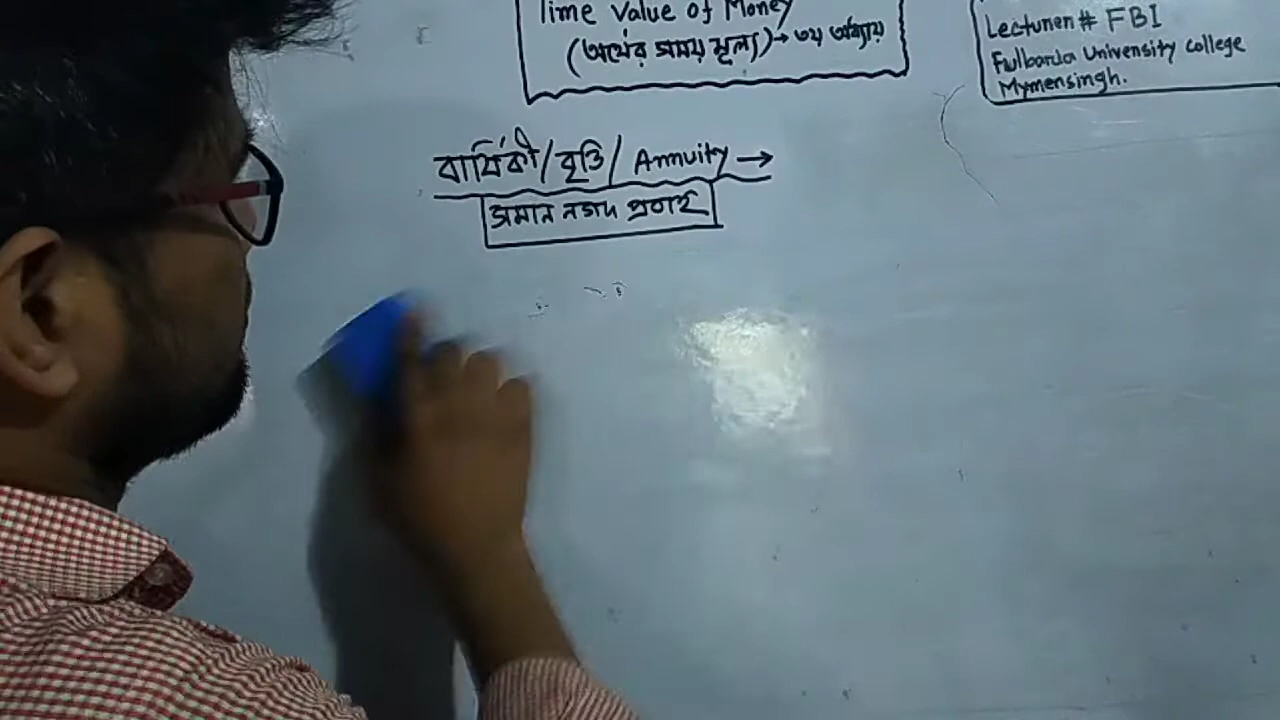 Time Value of Money
(অর্থের সময় মূল্য)→ ৩য় অধ্যায়
Lecturer # FBI
Fulbaria University College
Mymensingh.
বার্ষিকী/বৃত্তি/ Annuity →
সমান নগদ প্রবাহ